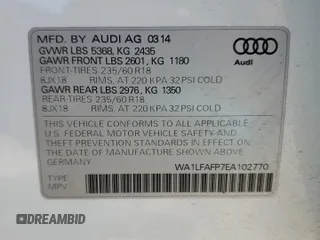 MFD. BY AUDI AG 03 14
GVWR LBS 5368, KG 2435
GAWR FRONT LBS 2601, KG 1180
FRONT-TIRES 235/60 R18
8JX18 RIMS, AT 220 KPA 32 PSI COLD
GAWR REAR LBS 2976, KG 1350
REAR-TIRES 235/60 R18
8JX18 RIMS, AT 220 KPA 32 PSI COLD
Audi
THIS VEHICLE CONFORMS TO ALL APPLICABLE
U.S. FEDERAL MOTOR VEHICLE SAFETY
AND THEFT PREVENTION STANDARDS IN EFFECT ON THE
DATE OF MANUFACTURE SHOWN ABOVE.
GERMANY
WA1LFAFP7EA102770
TYPE:
MPV
DREAMBID